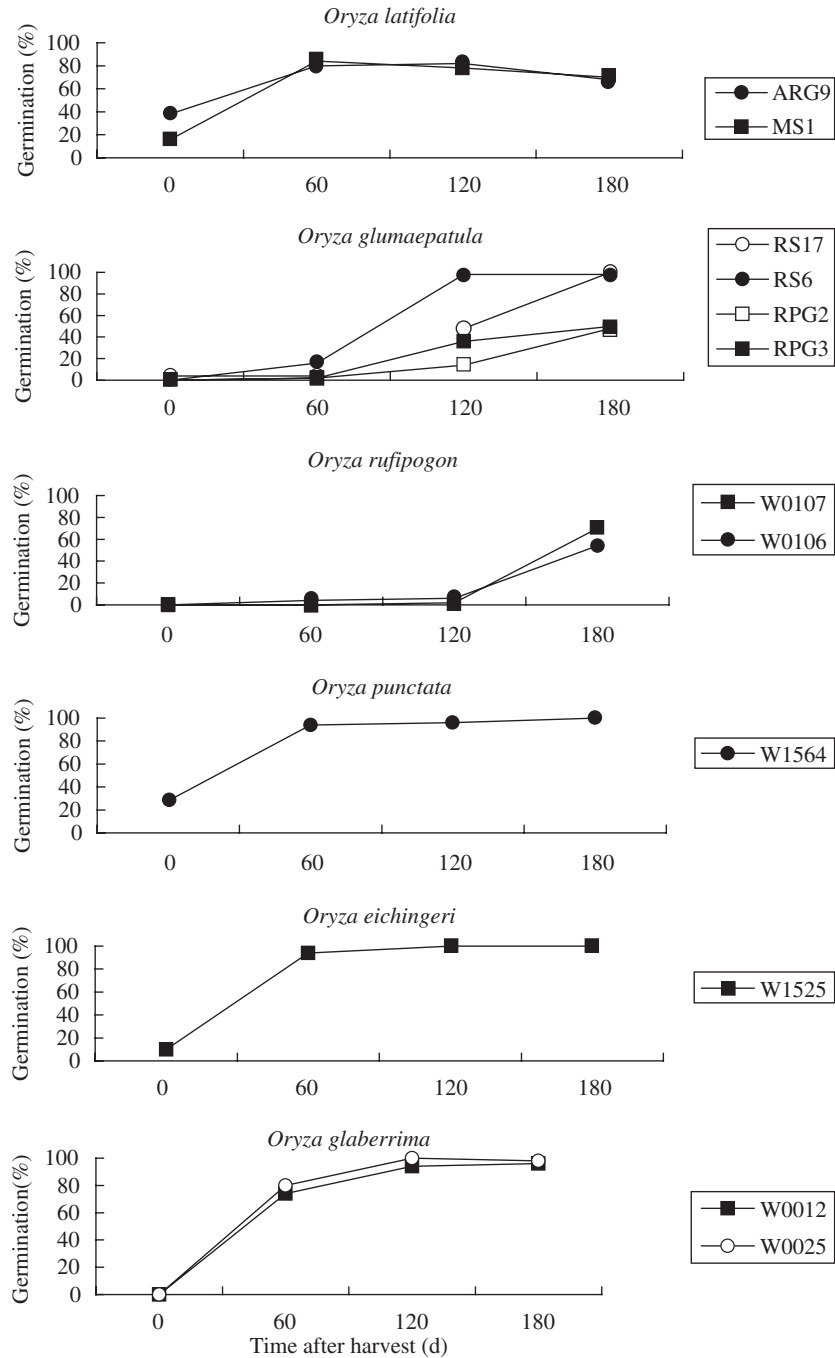 Oryza latifolia
Germination (%)
100
80
60
40
20
0
0 60 120 180
ARG9
MS1
Oryza glumaepatula
Germination (%)
100
80
60
40
20
0
0 60 120 180
RS17
RS6
RPG2
RPG3
Oryza rufipogon
Germination (%)
100
80
60
40
20
0
0 60 120 180
W0107
W0106
Oryza punctata
Germination (%)
100
80
60
40
20
0
0 60 120 180
W1564
Oryza eichingeri
Germination (%)
100
80
60
40
20
0
0 60 120 180
W1525
Oryza glaberrima
Germination(%)
100
80
60
40
20
0
0 60 120 180
Time after harvest (d)
W0012
W0025